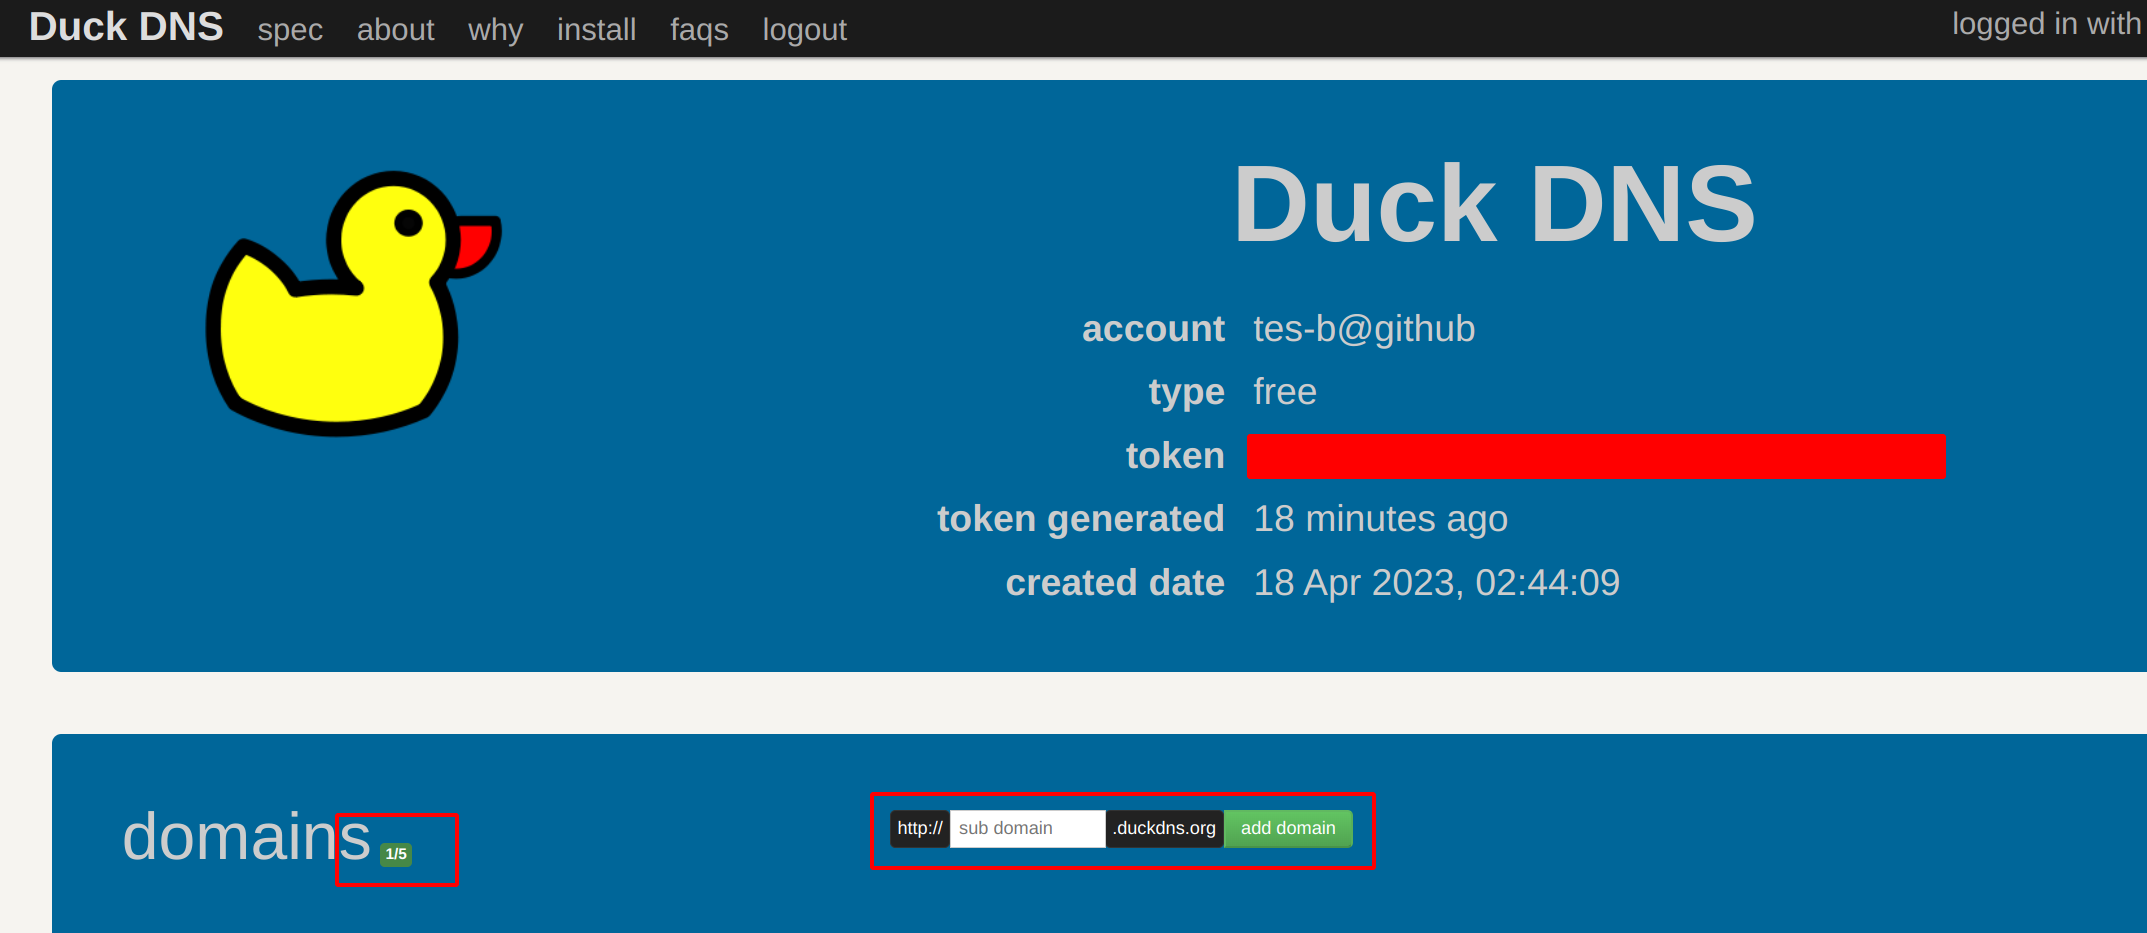 Duck DNS spec about why install faqs logout logged in with
Duck DNS
account tes-b@github
type free
token
token generated 18 minutes ago
created date 18 Apr 2023, 02:44:09
domains 1/5
http:// sub domain .duckdns.org add domain